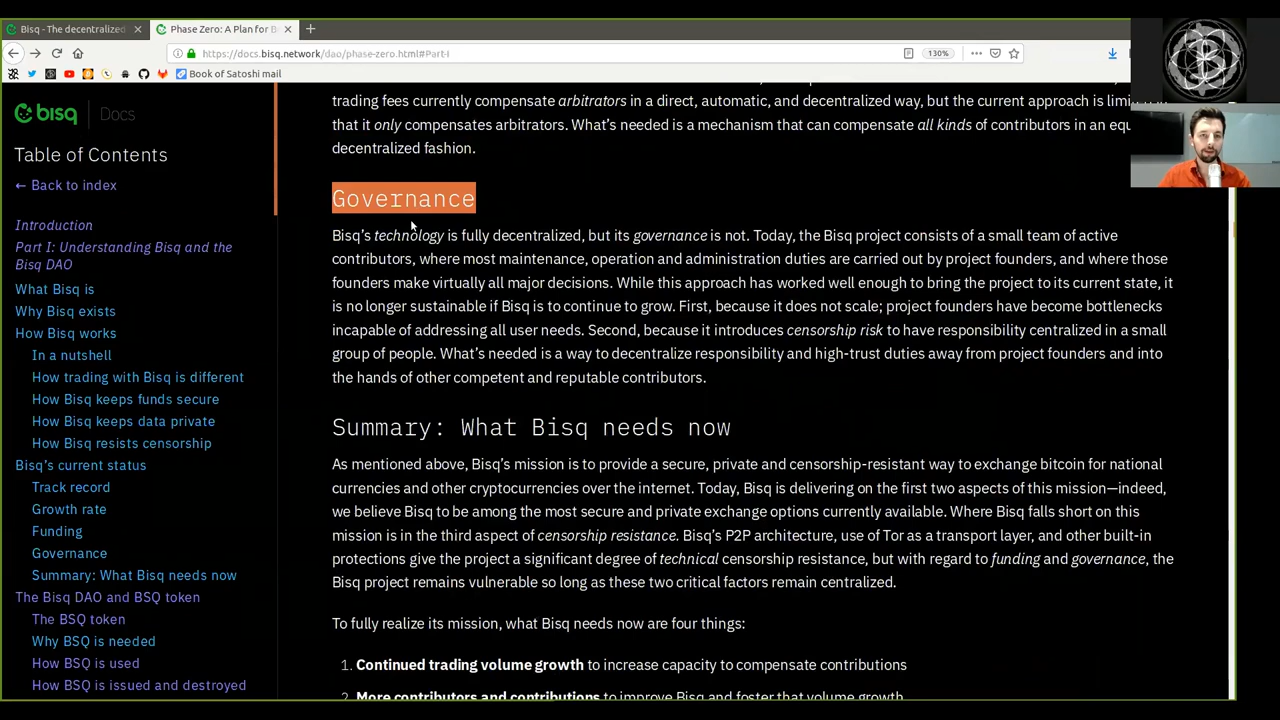 Bisq - The decentralized
Phase Zero: A Plan for B
https://docs.bisq.network/dao/phase-zero.html#Part-I
130%
Book of Satoshi mail
bisq
Docs
Table of Contents
← Back to index
Introduction
Part I: Understanding Bisq and the
Bisq DAO
What Bisq is
Why Bisq exists
How Bisq works
In a nutshell
How trading with Bisq is different
How Bisq keeps funds secure
How Bisq keeps data private
How Bisq resists censorship
Bisq's current status
Track record
Growth rate
Funding
Governance
Summary: What Bisq needs now
The Bisq DAO and BSQ token
The BSQ token
Why BSQ is needed
How BSQ is used
How BSQ is issued and destroyed
trading fees currently compensate arbitrators in a direct, automatic, and decentralized way, but the current approach is
that it only compensates arbitrators. What's needed is a mechanism that can compensate all kinds of contributors in an
decentralized fashion.
Governance
Bisq's technology is fully decentralized, but its governance is not. Today, the Bisq project consists of a small team of active
contributors, where most maintenance, operation and administration duties are carried out by project founders, and where those
founders make virtually all major decisions. While this approach has worked well enough to bring the project to its current state, it
is no longer sustainable if Bisq is to continue to grow. First, because it does not scale; project founders have become bottlenecks
incapable of addressing all user needs. Second, because it introduces censorship risk to have responsibility centralized in a small
group of people. What's needed is a way to decentralize responsibility and high-trust duties away from project founders and into
the hands of other competent and reputable contributors.
Summary: What Bisq needs now
As mentioned above, Bisq's mission is to provide a secure, private and censorship-resistant way to exchange bitcoin for national
currencies and other cryptocurrencies over the internet. Today, Bisq is delivering on the first two aspects of this mission—indeed,
we believe Bisq to be among the most secure and private exchange options currently available. Where Bisq falls short on this
mission is in the third aspect of censorship resistance. Bisq's P2P architecture, use of Tor as a transport layer, and other built-in
protections give the project a significant degree of technical censorship resistance, but with regard to funding and governance, the
Bisq project remains vulnerable so long as these two critical factors remain centralized.
To fully realize its mission, what Bisq needs now are four things:
1. Continued trading volume growth to increase capacity to compensate contributions
2. More contributors and contributions to improve Bisq and foster that volume growth